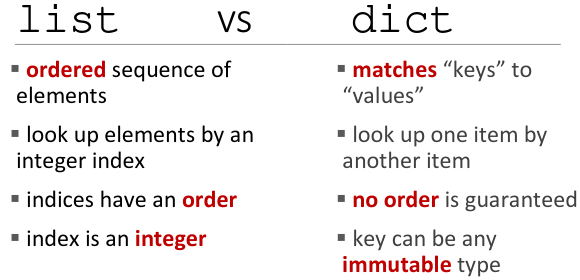 list vs dict
▪ ordered sequence of
elements
▪ look up elements by an
integer index
▪ indices have an order
▪ index is an integer
▪ matches “keys” to
“values”
▪ look up one item by
another item
▪ no order is guaranteed
▪ key can be any
immutable type